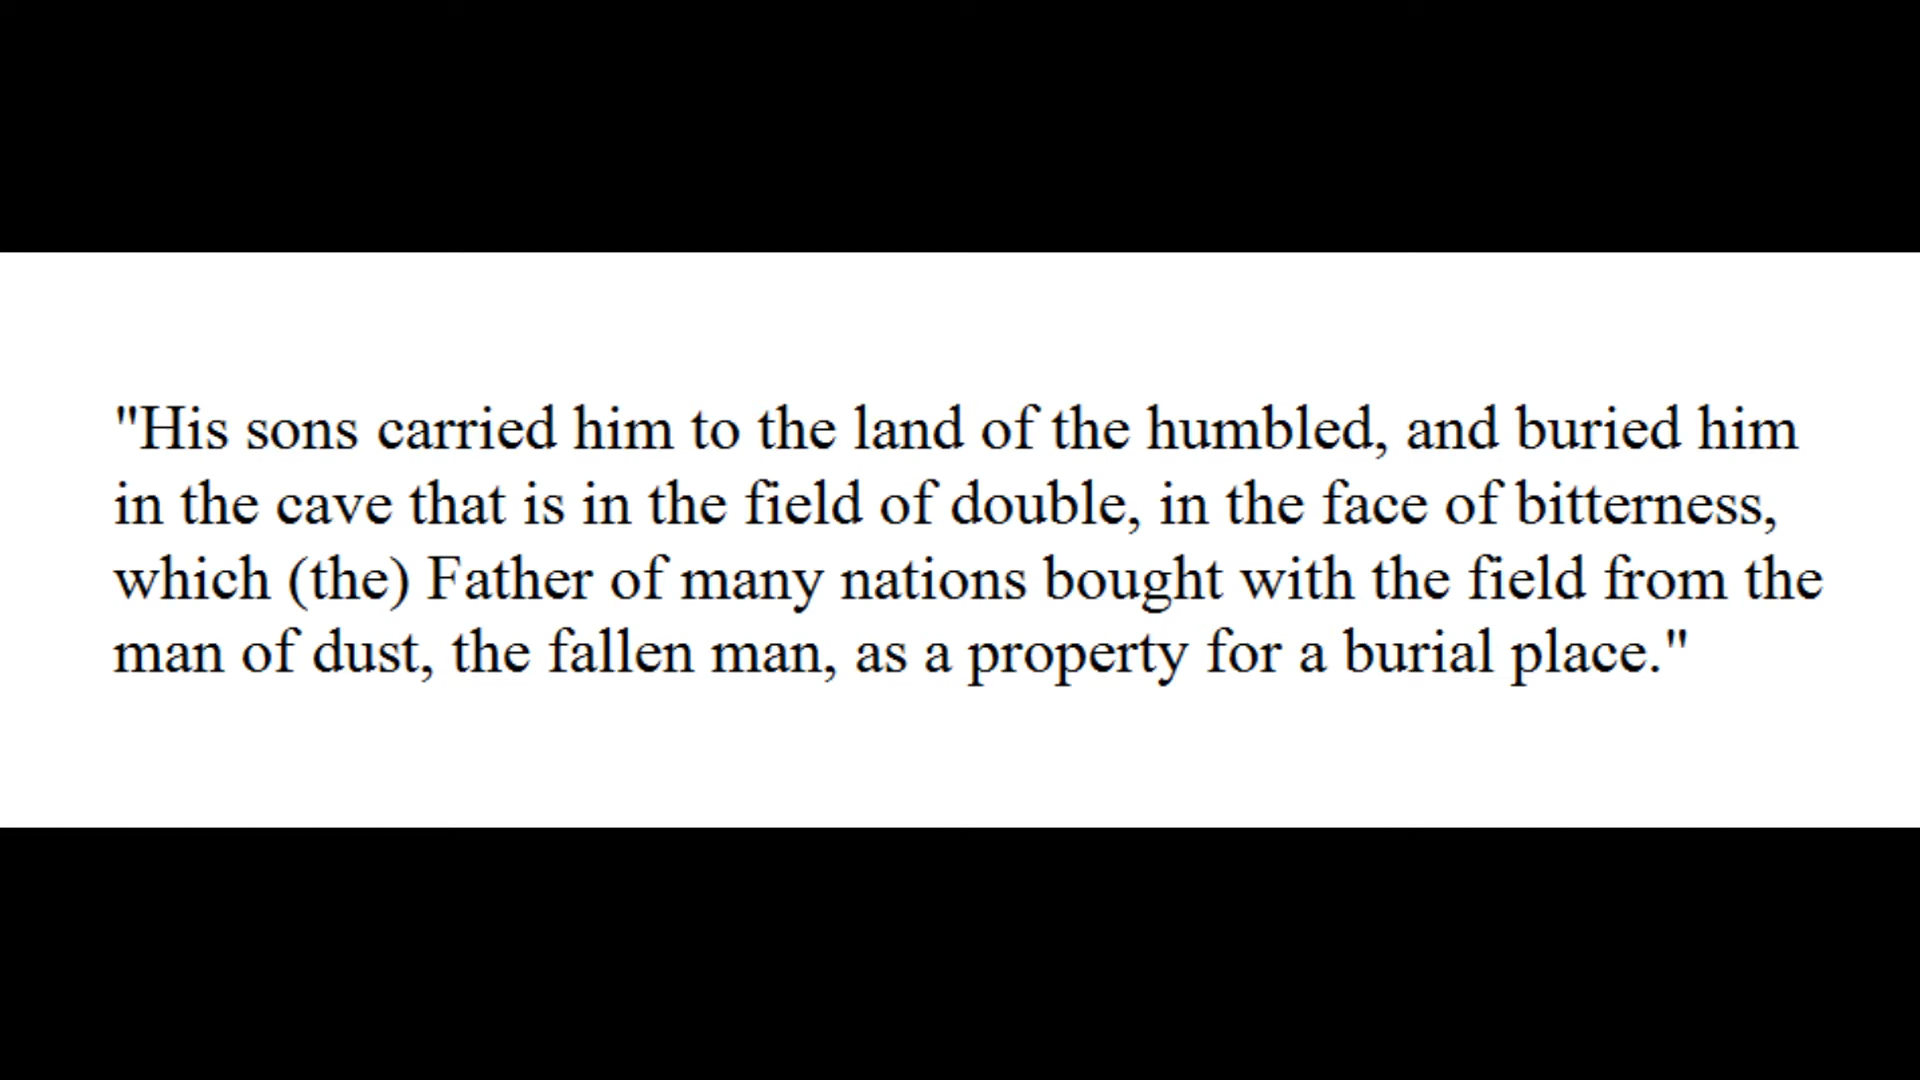 "His sons carried him to the land of the humbled, and buried him
in the cave that is in the field of double, in the face of bitterness,
which (the) Father of many nations bought with the field from the
man of dust, the fallen man, as a property for a burial place."